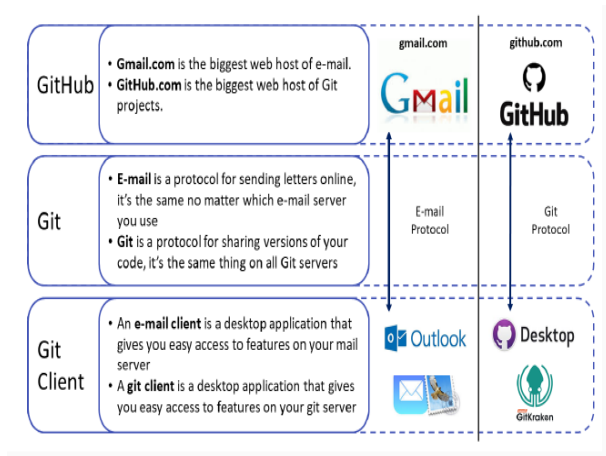 GitHub
• Gmail.com is the biggest web host of e-mail.
• GitHub.com is the biggest web host of Git
projects.
gmail.com
Gmail
github.com
GitHub
Git
• E-mail is a protocol for sending letters online,
it's the same no matter which e-mail server
you use
• Git is a protocol for sharing versions of your
code, it's the same thing on all Git servers
E-mail
Protocol
Git
Protocol
Git
Client
• An e-mail client is a desktop application that
gives you easy access to features on your mail
server
• A git client is a desktop application that gives
you easy access to features on your git server
Outlook
Desktop
GitKraken